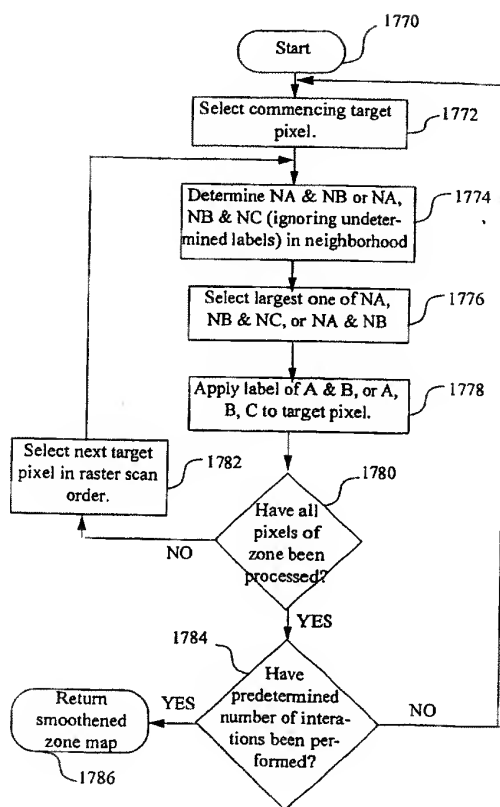 Start
1770
Select commencing target
pixel.
1772
Determine NA & NB or NA,
NB & NC (ignoring undeter-
mined labels) in neighborhood
1774
Select largest one of NA,
NB & NC, or NA & NB
1776
Apply label of A & B, or A,
B, C to target pixel.
1778
Select next target
pixel in raster scan
order.
1782
Have all
pixels of
zone been
processed?
1780
NO
YES
1784
Have
predetermined
number of intera-
tions been per-
formed?
YES
NO
Return
smoothened
zone map
1786